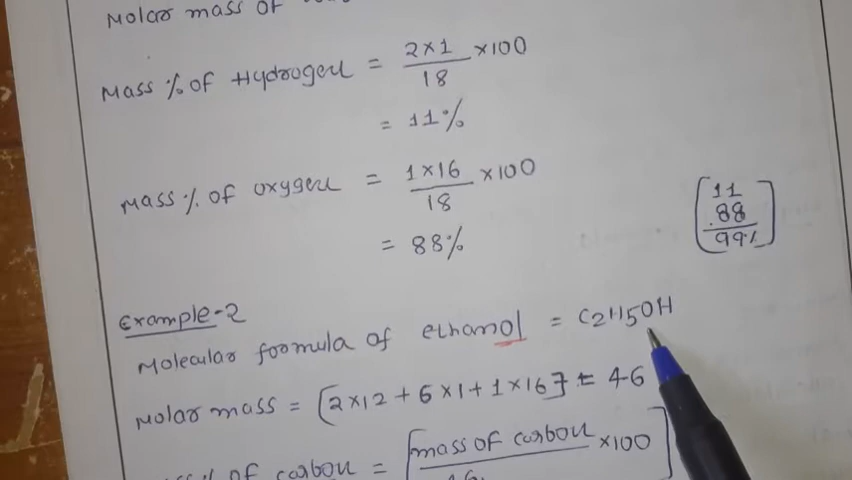 Molar mass of
Mass % of Hydrogen = 2×1/18 ×100
= 11%
Mass % of oxygen = 1×16/18 ×100
= 88%
[11
88
99%]
Example-2
Molecular formula of ethanol = C2H5OH
Molar mass = [2×12 + 6×1 + 1×16] = 46
of carbon = [mass of carbon/46 ×100]